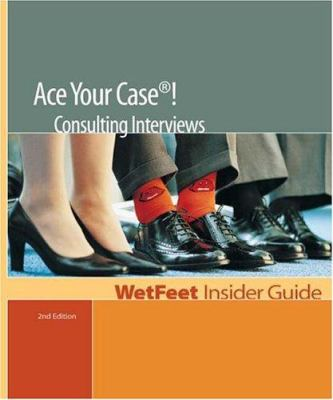 Ace Your Case®!
Consulting Interviews
WetFeet Insider Guide
2nd Edition